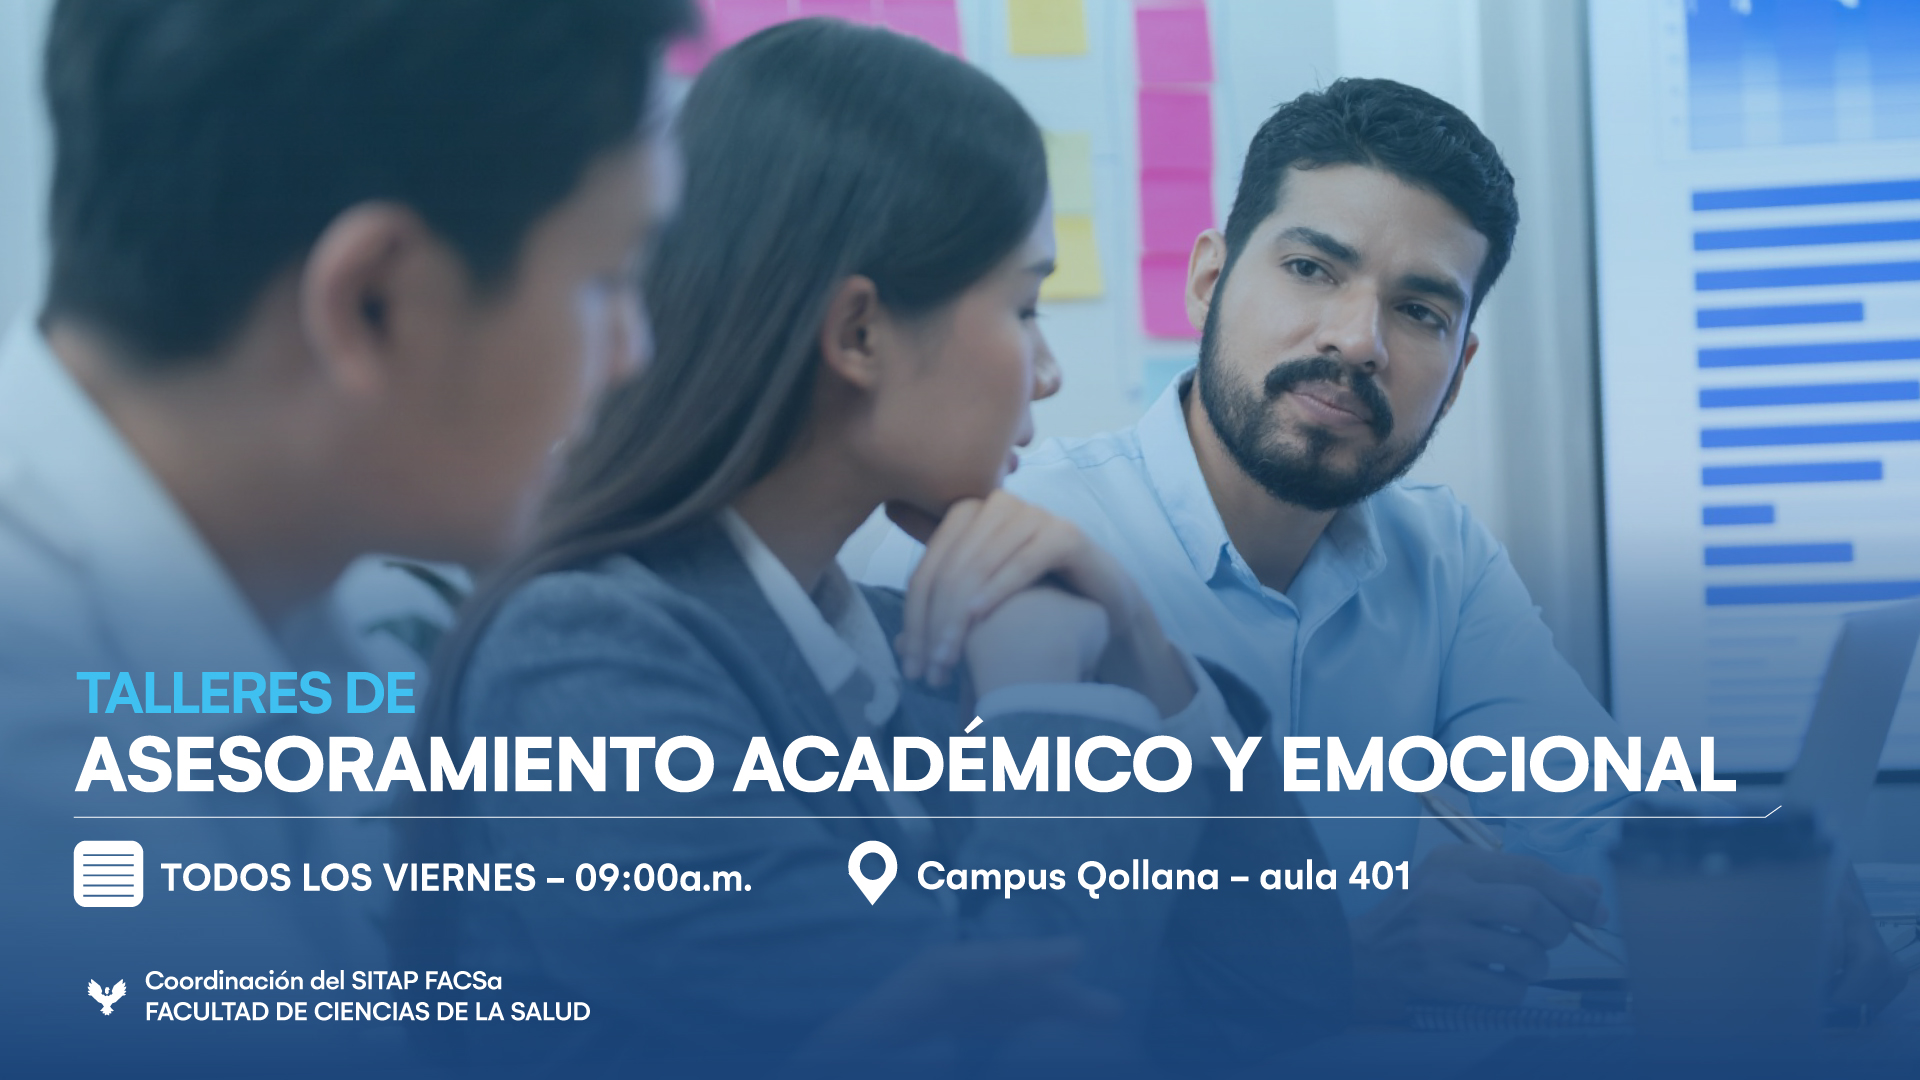 TALLERES DE
ASESORAMIENTO ACADÉMICO Y EMOCIONAL
TODOS LOS VIERNES – 09:00a.m.
Campus Qollana – aula 401
Coordinación del SITAP FACSa
FACULTAD DE CIENCIAS DE LA SALUD